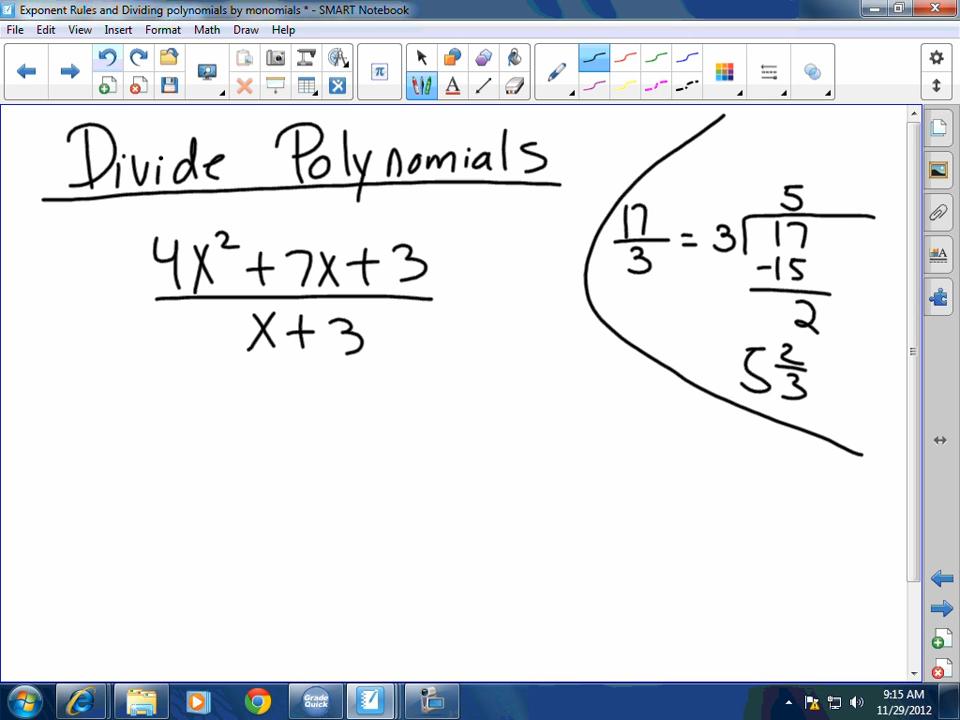 Exponent Rules and Dividing polynomials by monomials * - SMART Notebook
File Edit View Insert Format Math Draw Help
π
A
Divide Polynomials
4x² + 7x + 3
x + 3
5
17/3 = 3 17
-15
2
5 2/3
A
Grade Quick
9:15 AM
11/29/2012